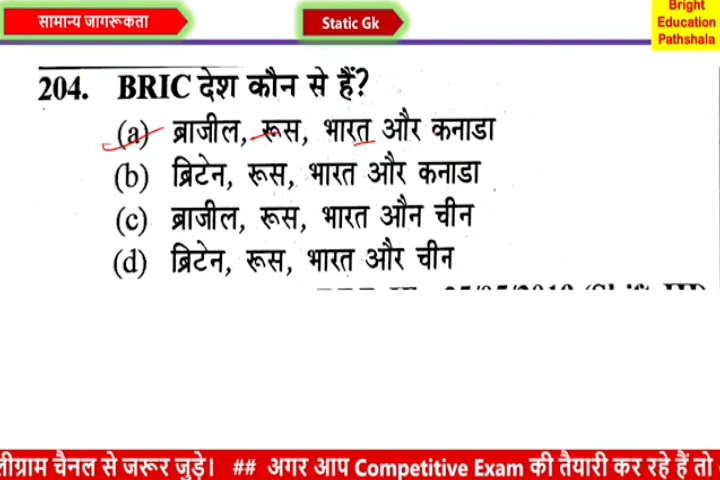 सामान्य जागरूकता
Static Gk
Bright
Education
Pathshala
204. BRIC देश कौन से हैं?
(a) ब्राजील, रूस, भारत और कनाडा
(b) ब्रिटेन, रूस, भारत और कनाडा
(c) ब्राजील, रूस, भारत औन चीन
(d) ब्रिटेन, रूस, भारत और चीन
चैनल से जरूर जुड़े। ## अगर आप Competitive Exam की तैयारी कर रहे हैं तो